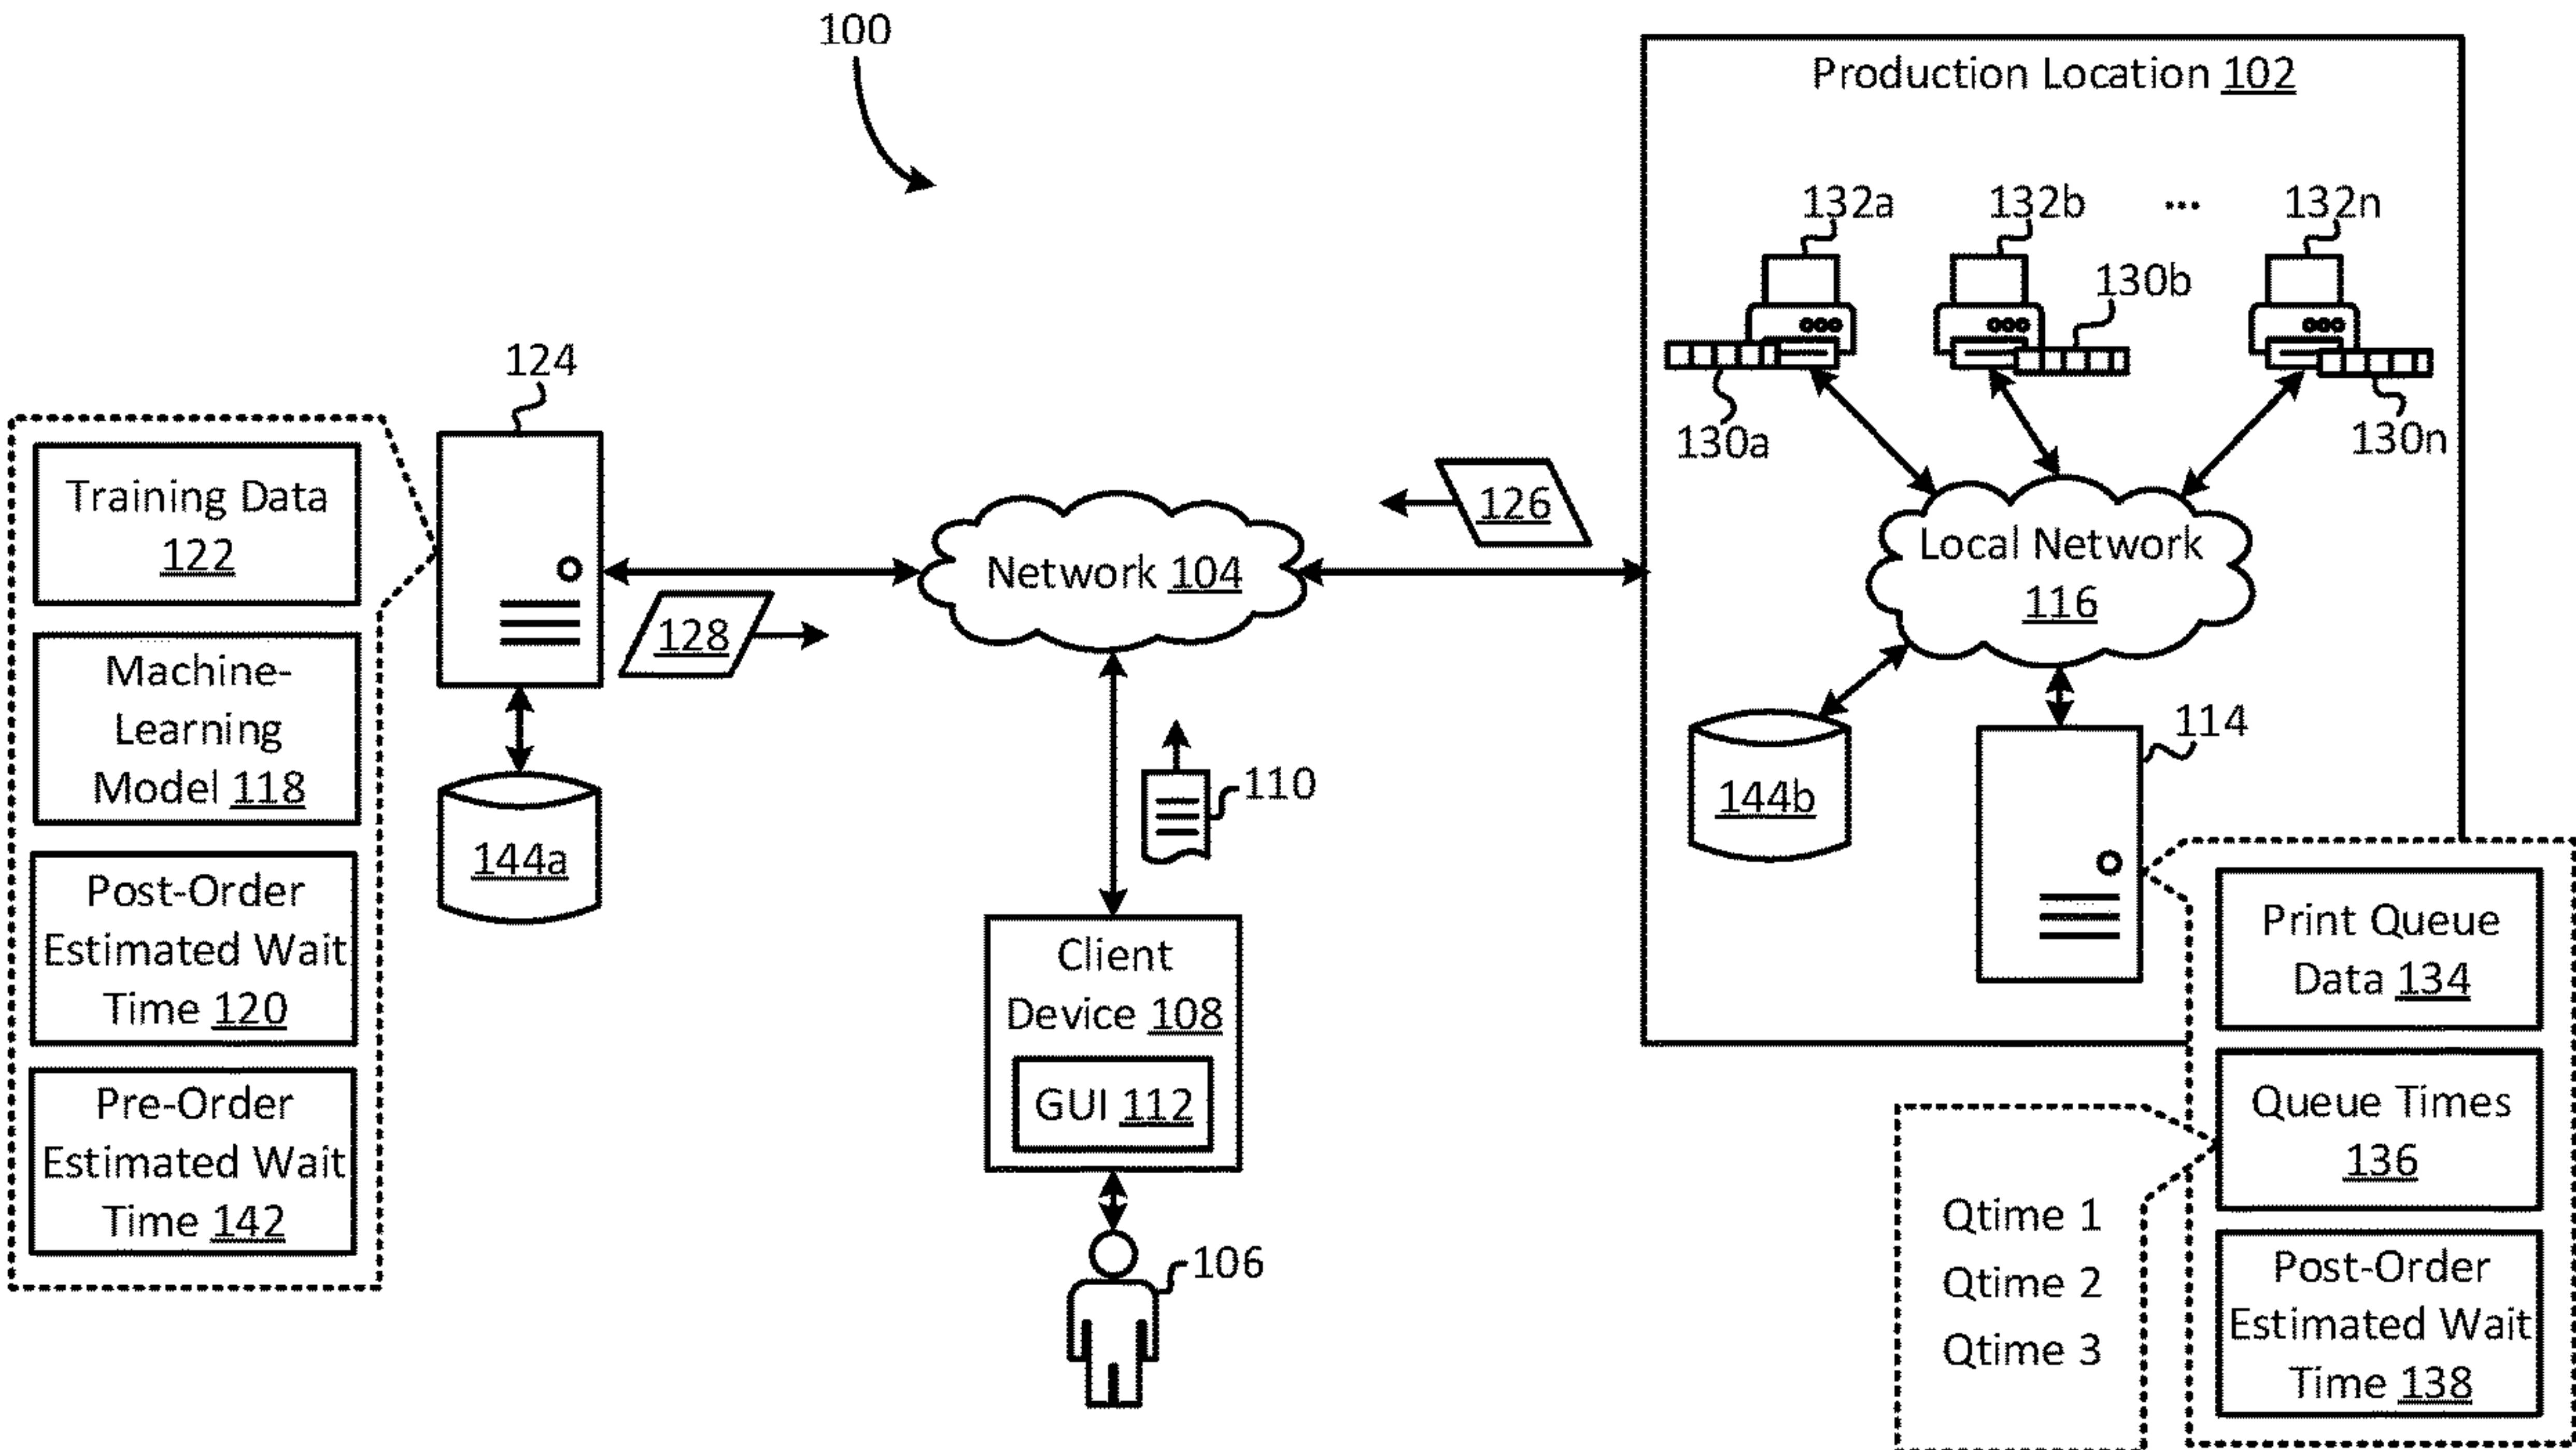 100
Production Location 102
132a
132b
...
132n
130b
130a
130n
124
Training Data
122
Machine-
Learning
Model 118
Post-Order
Estimated Wait
Time 120
Pre-Order
Estimated Wait
Time 142
128
144a
Network 104
126
110
Client
Device 108
GUI 112
106
Local Network
116
144b
114
Print Queue
Data 134
Queue Times
136
Post-Order
Estimated Wait
Time 138
Qtime 1
Qtime 2
Qtime 3